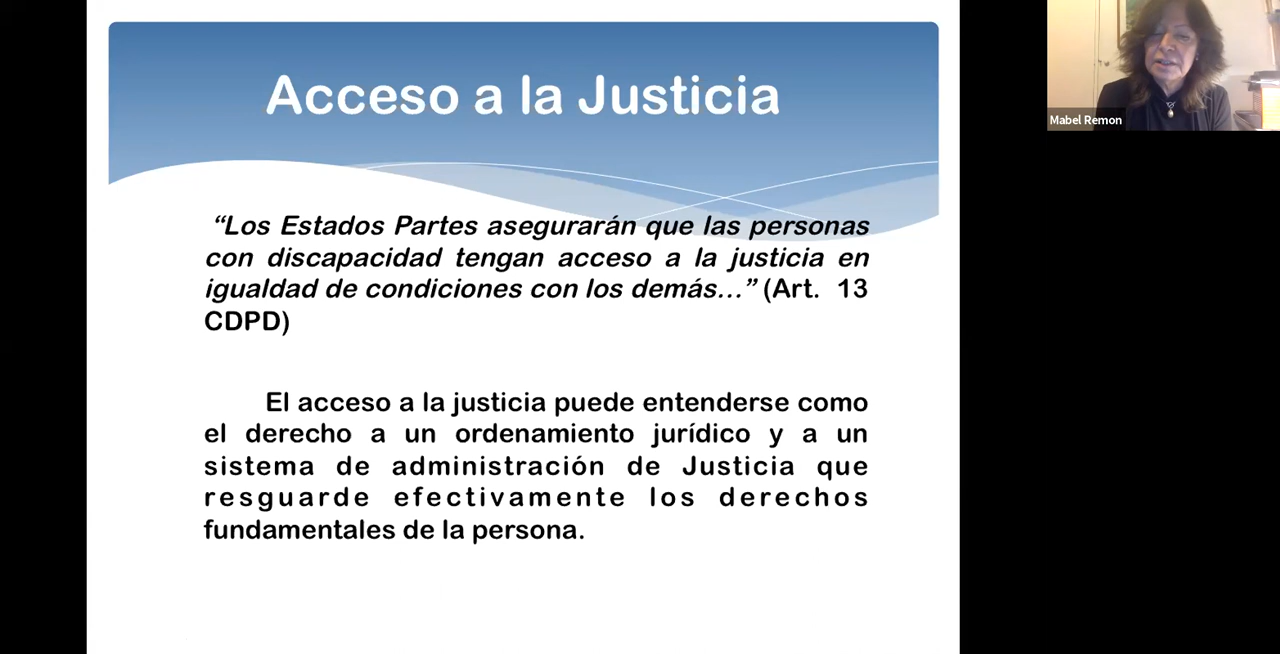 Acceso a la Justicia
Mabel Remon
“Los Estados Partes asegurarán que las personas
con discapacidad tengan acceso a la justicia en
igualdad de condiciones con los demás...” (Art. 13
CDPD)
El acceso a la justicia puede entenderse como
el derecho a un ordenamiento jurídico y a un
sistema de administración de Justicia que
resguarde efectivamente los derechos
fundamentales de la persona.